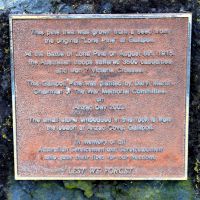 This pine tree was grown from a seed from
the original "Lone Pine" at Gallipoli.
At the Battle of Lone Pine on August 6th, 1915,
the Australian troops suffered 3500 casualties
and won 7 Victoria Crosses.
This "Gallipoli Pine" was planted by
Chairman of The War Memorial Committee, on
Anzac Day 2003.
The small stone embedded in this rock is from
the beach at Anzac Cove, Gallipoli.
In memory of all
Australian Servicemen and Servicewomen
who gave their lives for our freedom.
"LEST WE FORGET"